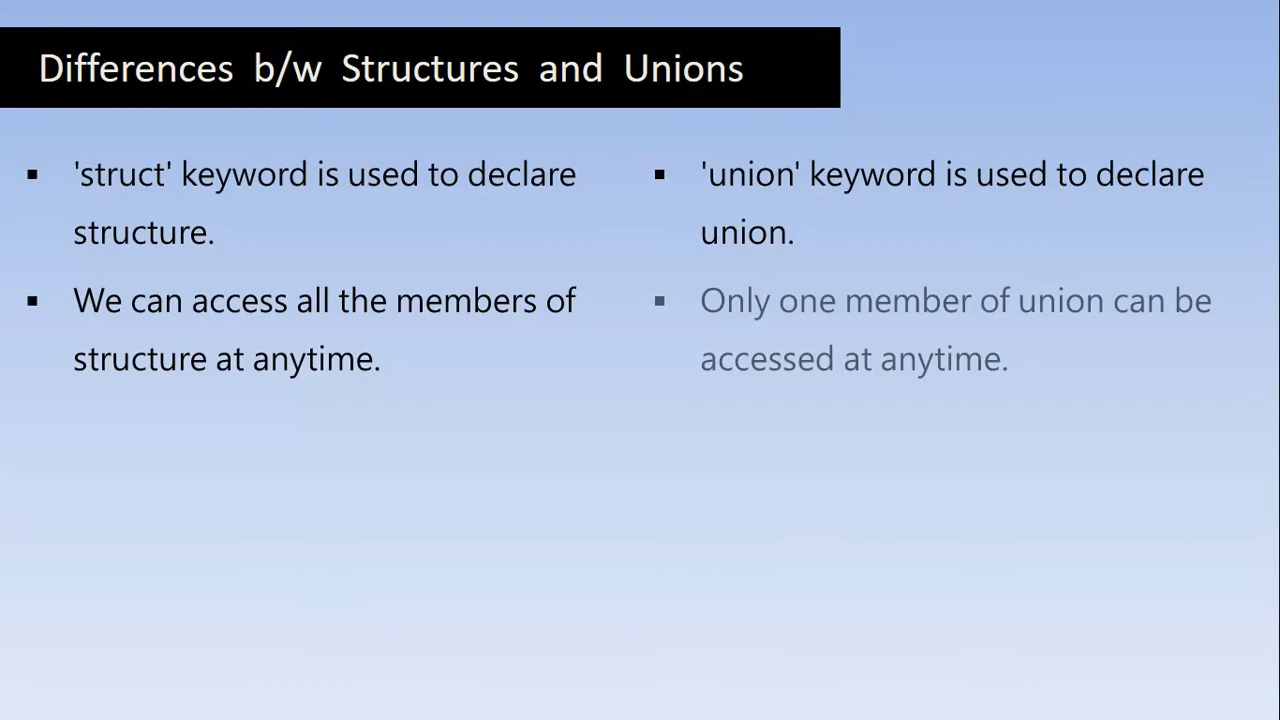 Differences b/w Structures and Unions
▪ 'struct' keyword is used to declare
structure.
▪ We can access all the members of
structure at anytime.
▪ 'union' keyword is used to declare
union.
▪ Only one member of union can be
accessed at anytime.